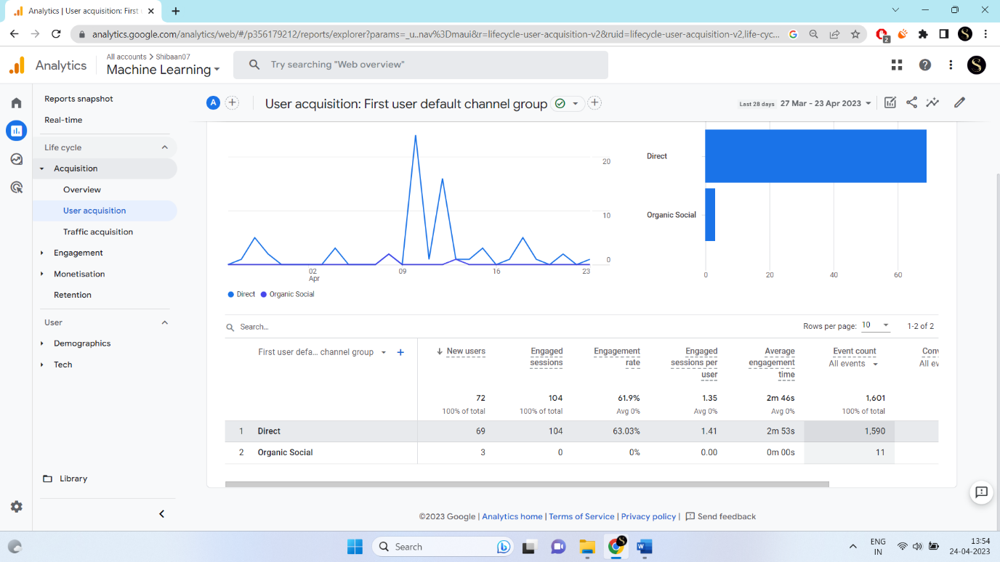 Analytics | User acquisition: First
analytics.google.com/analytics/web/#/p356179212/reports/explorer?params=_u..nav%3Dmaui&r=lifecycle-user-acquisition-v2&ruid=lifecycle-user-acquisition-v2,life-cyc...
2
Analytics
All accounts > Shibaan07
Machine Learning
Try searching "Web overview"
Reports snapshot
Real-time
Life cycle
Acquisition
Overview
User acquisition
Traffic acquisition
Engagement
Monetisation
Retention
User
Demographics
Tech
Library
A
User acquisition: First user default channel group
Last 28 days 27 Mar - 23 Apr 2023
20
10
0
02
Apr
09
16
23
Direct Organic Social
Direct
Organic Social
0 20 40 60
Search...
Rows per page: 10 1-2 of 2
First user defa... channel group
New users
Engaged sessions
Engagement rate
Engaged sessions per user
Average engagement time
Event count
All events
Conv
All ev
72 104 61.9% 1.35 2m 46s 1,601
100% of total 100% of total Avg 0% Avg 0% Avg 0% 100% of total
1 Direct 69 104 63.03% 1.41 2m 53s 1,590
2 Organic Social 3 0 0% 0.00 0m 00s 11
©2023 Google | Analytics home | Terms of Service | Privacy policy | Send feedback
Search
ENG
IN
13:54
24-04-2023